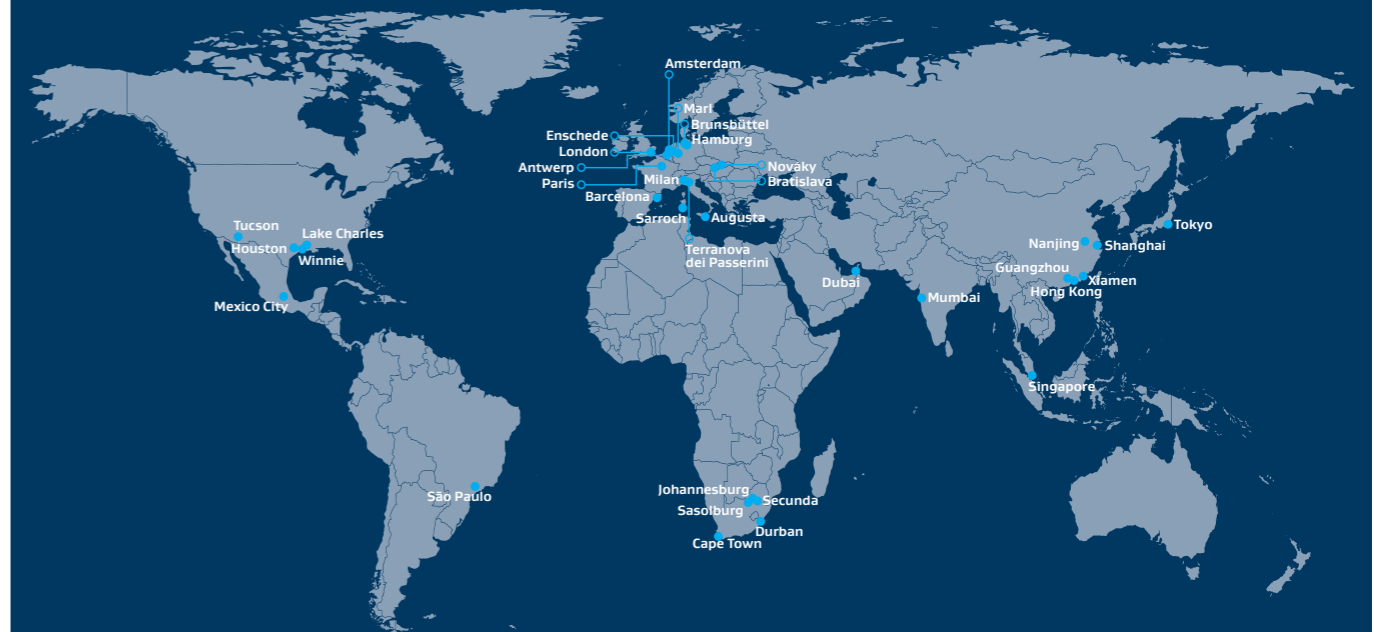 Amsterdam
Marl
Brunsbüttel
Hamburg
Enschede
London
Antwerp
Paris
Milan
Barcelona
Sarroch
Augusta
Nováky
Bratislava
Terranova
dei Passerini
Tucson
Lake Charles
Houston
Winnie
Mexico City
São Paulo
Tokyo
Nanjing
Shanghai
Guangzhou
Xiamen
Hong Kong
Dubai
Mumbai
Singapore
Johannesburg
Secunda
Sasolburg
Durban
Cape Town